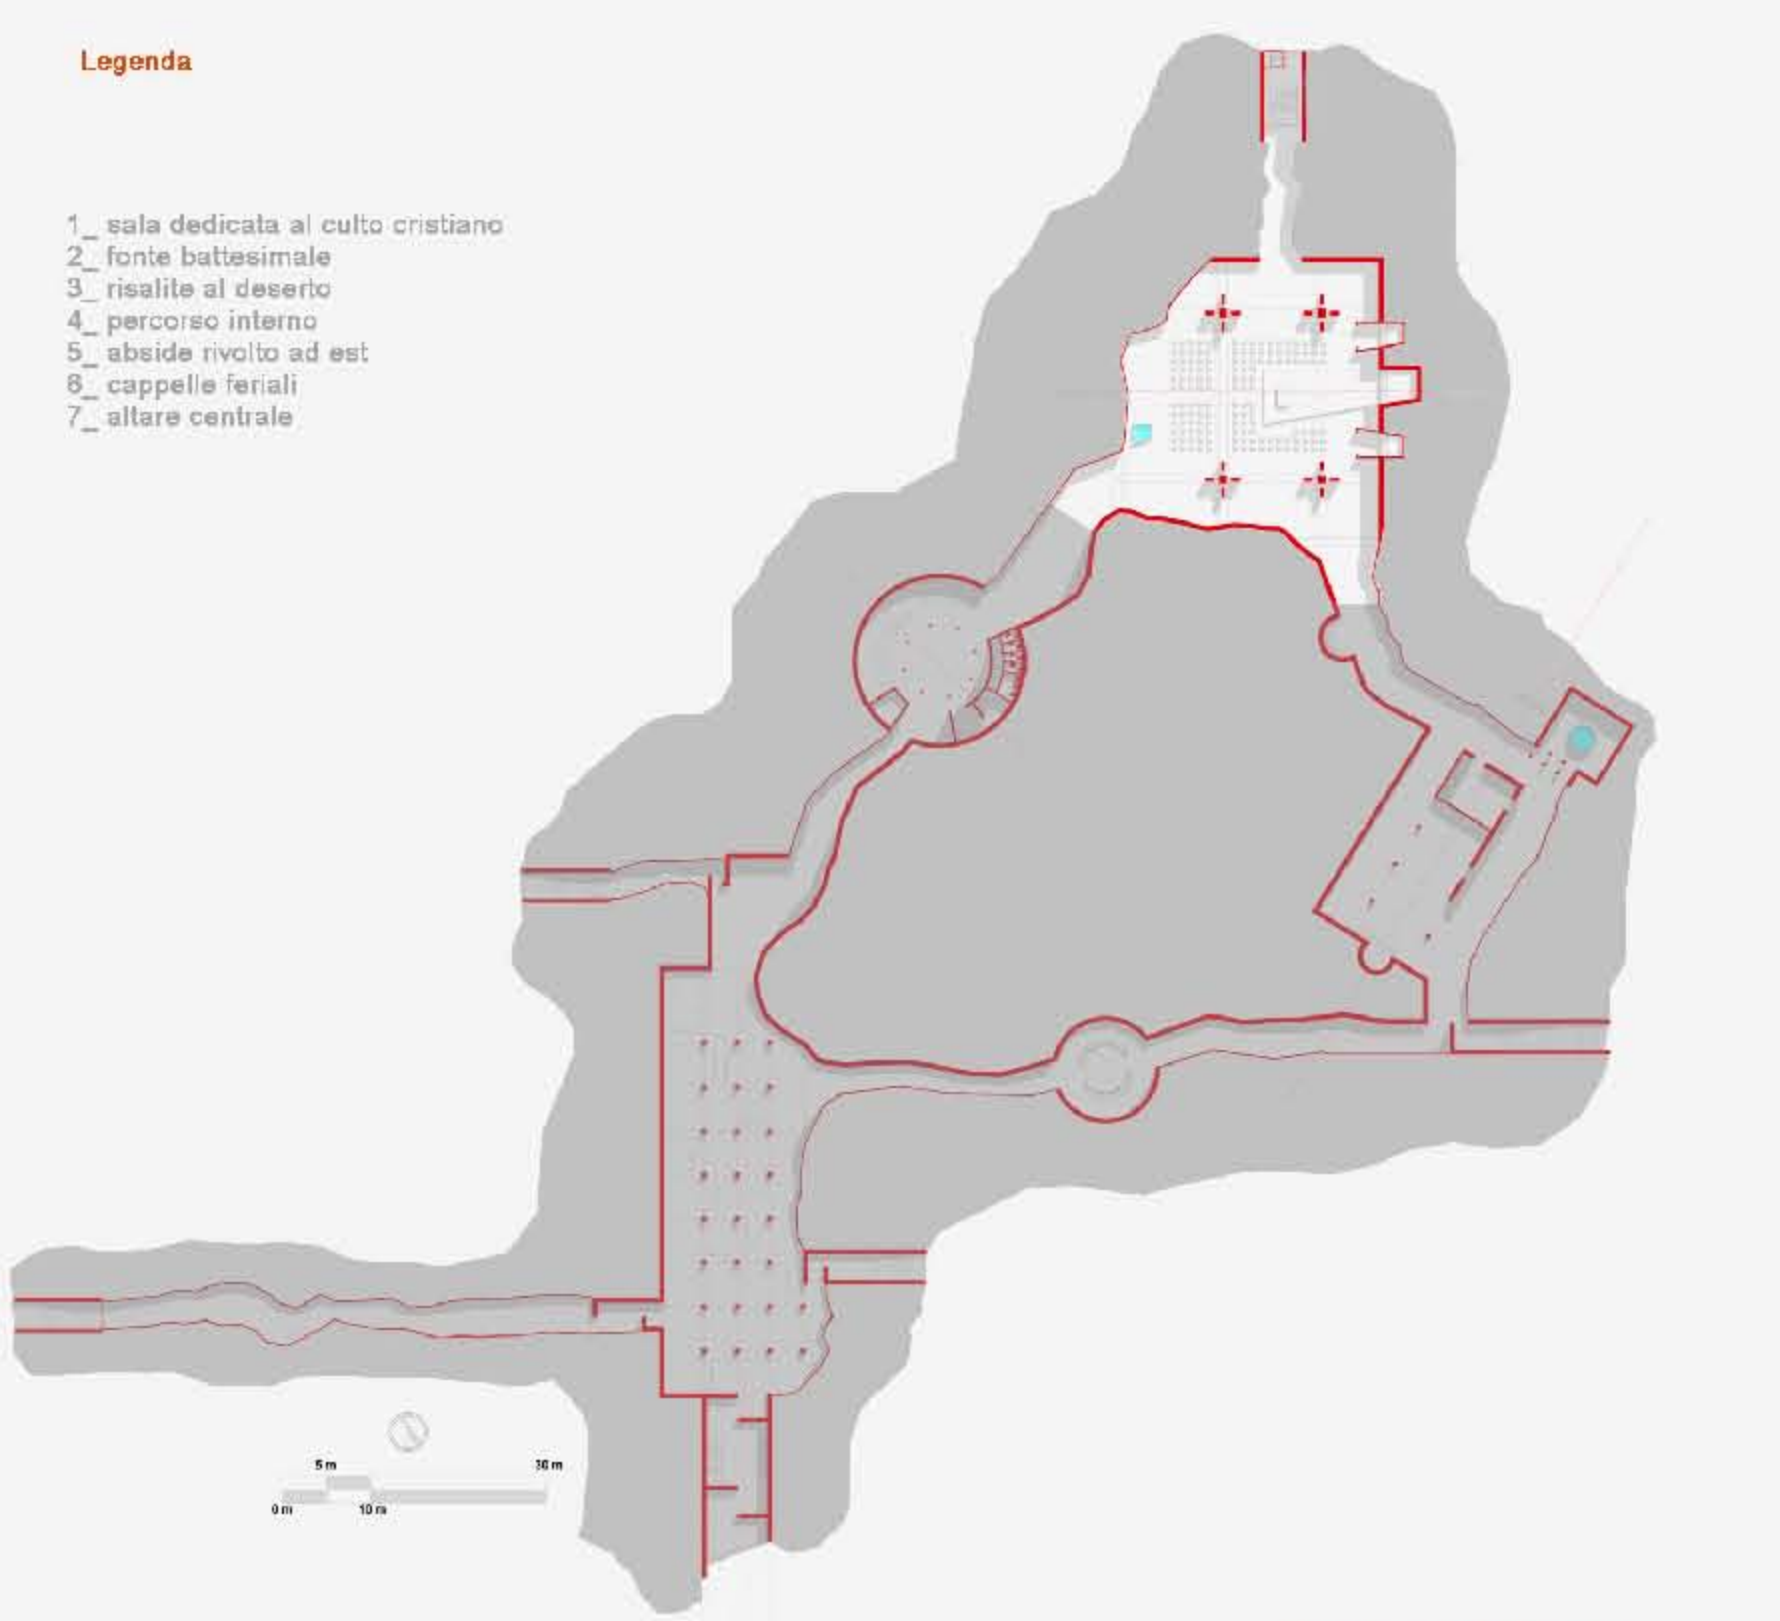 Legenda
1_ sala dedicata al culto cristiano
2_ fonte battesimale
3_ risalite al deserto
4_ percorso interno
5_ abside rivolto ad est
6_ cappelle feriali
7_ altare centrale
5 m 30 m
0 m 10 m